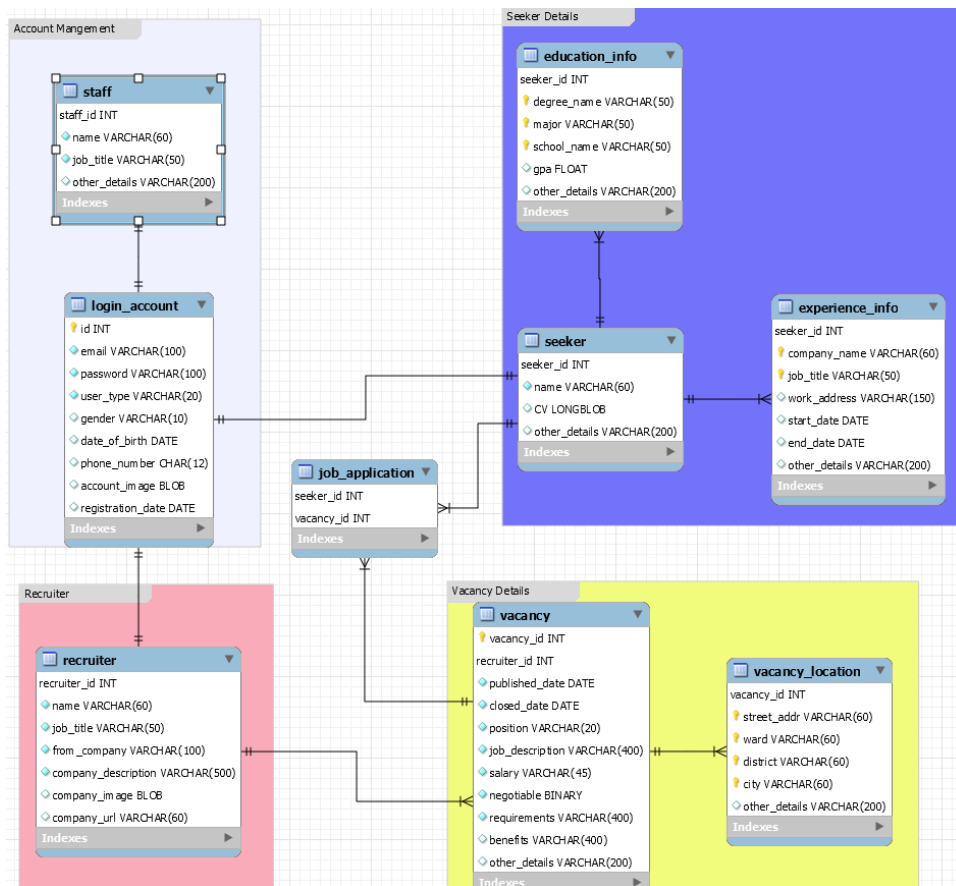 Account Mangement
staff
staff_id INT
name VARCHAR(60)
job_title VARCHAR(50)
other_details VARCHAR(200)
Indexes
login_account
id INT
email VARCHAR(100)
password VARCHAR(100)
user_type VARCHAR(20)
gender VARCHAR(10)
date_of_birth DATE
phone_number CHAR(12)
account_image BLOB
registration_date DATE
Indexes
Seeker Details
education_info
seeker_id INT
degree_name VARCHAR(50)
major VARCHAR(50)
school_name VARCHAR(50)
gpa FLOAT
other_details VARCHAR(200)
Indexes
seeker
seeker_id INT
name VARCHAR(60)
CV LONGBLOB
other_details VARCHAR(200)
Indexes
experience_info
seeker_id INT
company_name VARCHAR(60)
job_title VARCHAR(50)
work_address VARCHAR(150)
start_date DATE
end_date DATE
other_details VARCHAR(200)
Indexes
job_application
seeker_id INT
vacancy_id INT
Indexes
Recruiter
recruiter
recruiter_id INT
name VARCHAR(60)
job_title VARCHAR(50)
from_company VARCHAR(100)
company_description VARCHAR(500)
company_image BLOB
company_url VARCHAR(60)
Indexes
Vacancy Details
vacancy
vacancy_id INT
recruiter_id INT
published_date DATE
closed_date DATE
position VARCHAR(20)
job_description VARCHAR(400)
salary VARCHAR(45)
negotiable BINARY
requirements VARCHAR(400)
benefits VARCHAR(400)
other_details VARCHAR(200)
Indexes
vacancy_location
vacancy_id INT
street_addr VARCHAR(60)
ward VARCHAR(60)
district VARCHAR(60)
city VARCHAR(60)
other_details VARCHAR(200)
Indexes